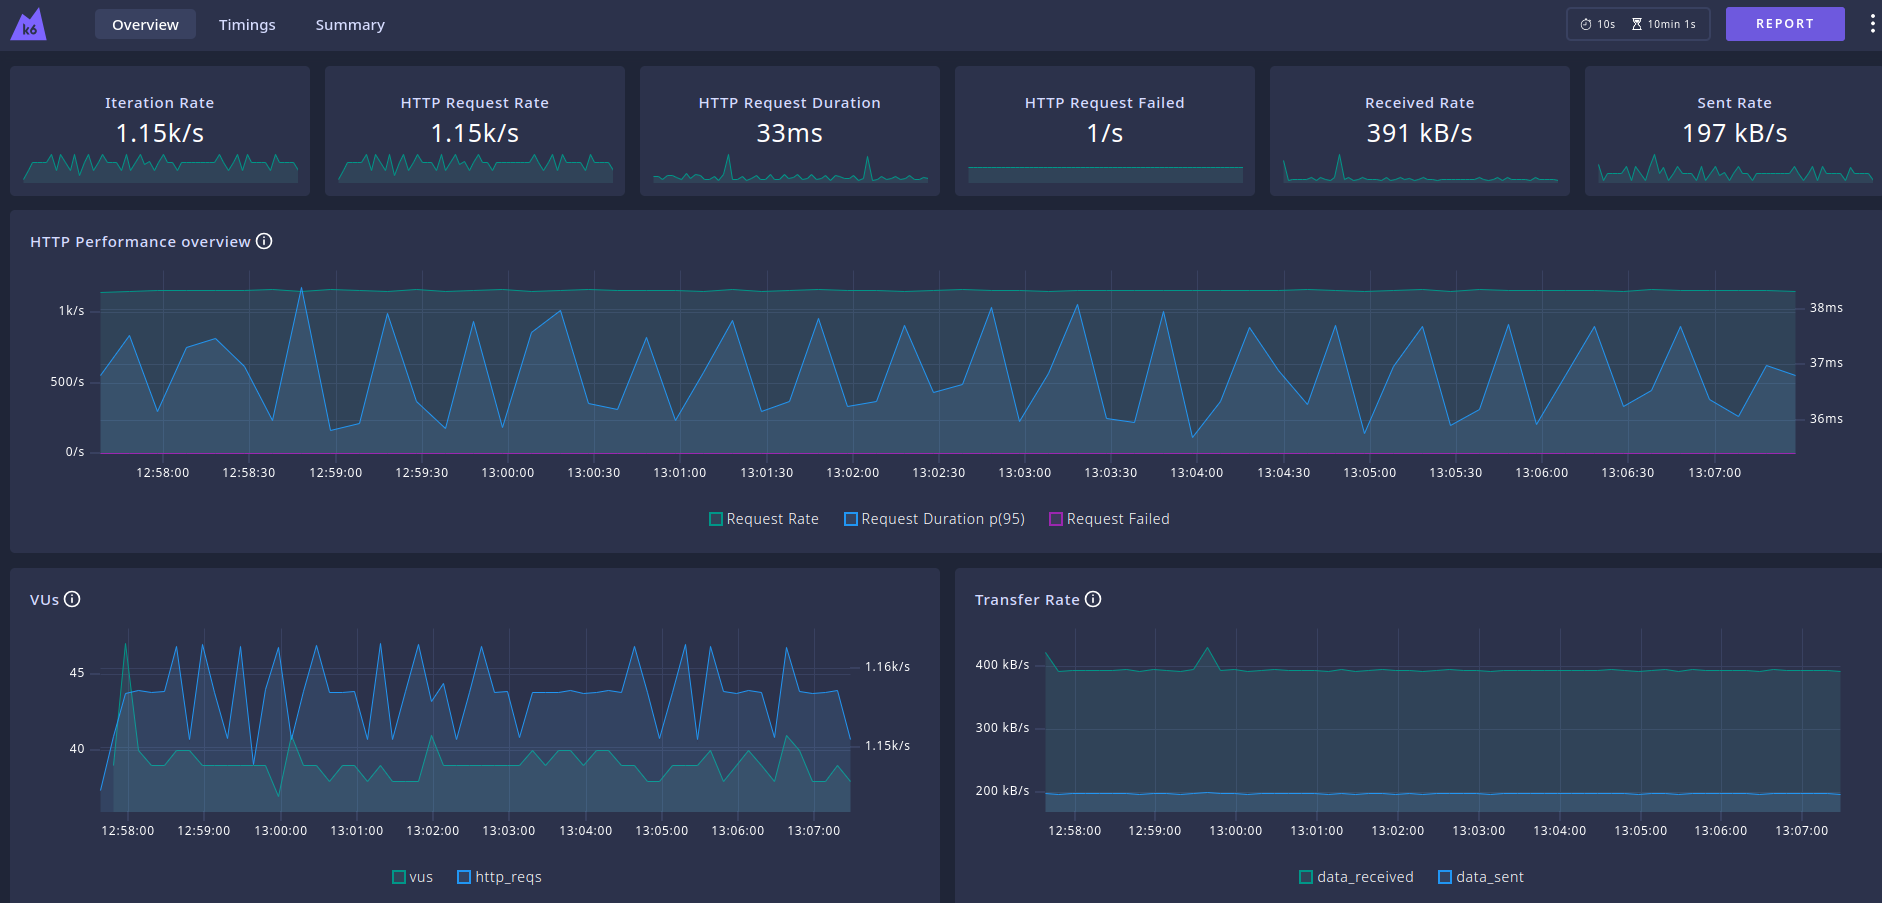 k6 Overview Timings Summary 10s 10min 1s REPORT
Iteration Rate
1.15k/s
HTTP Request Rate
1.15k/s
HTTP Request Duration
33ms
HTTP Request Failed
1/s
Received Rate
391 kB/s
Sent Rate
197 kB/s
HTTP Performance overview
1k/s
500/s
0/s
38ms
37ms
36ms
12:58:00 12:58:30 12:59:00 12:59:30 13:00:00 13:00:30 13:01:00 13:01:30 13:02:00 13:02:30 13:03:00 13:03:30 13:04:00 13:04:30 13:05:00 13:05:30 13:06:00 13:06:30 13:07:00
Request Rate Request Duration p(95) Request Failed
VUs
45
40
1.16k/s
1.15k/s
12:58:00 12:59:00 13:00:00 13:01:00 13:02:00 13:03:00 13:04:00 13:05:00 13:06:00 13:07:00
vus http_reqs
Transfer Rate
400 kB/s
300 kB/s
200 kB/s
12:58:00 12:59:00 13:00:00 13:01:00 13:02:00 13:03:00 13:04:00 13:05:00 13:06:00 13:07:00
data_received data_sent